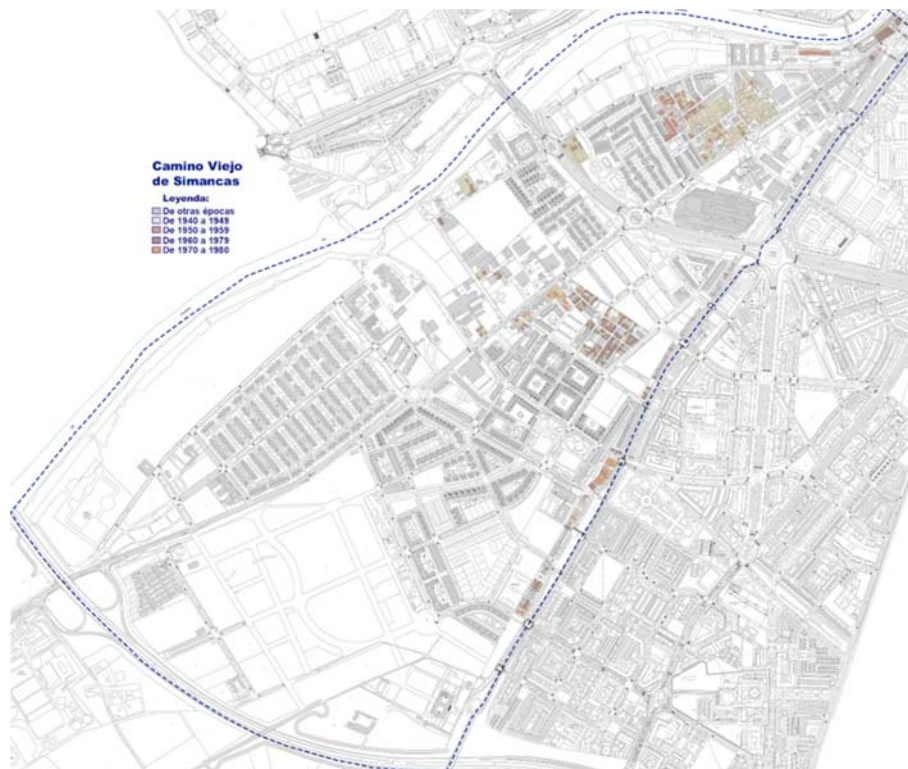 Camino Viejo
de Simancas
Leyenda:
De otras épocas
De 1940 a 1949
De 1950 a 1959
De 1960 a 1979
De 1970 a 1980